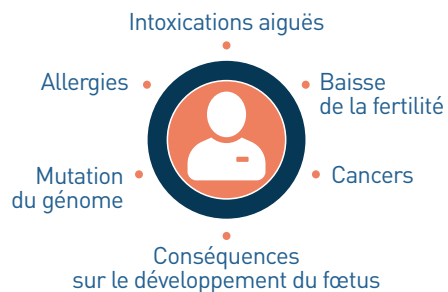 Intoxications aiguës
Allergies
Baisse
de la fertilité
Mutation
du génome
Cancers
Conséquences
sur le développement du fœtus